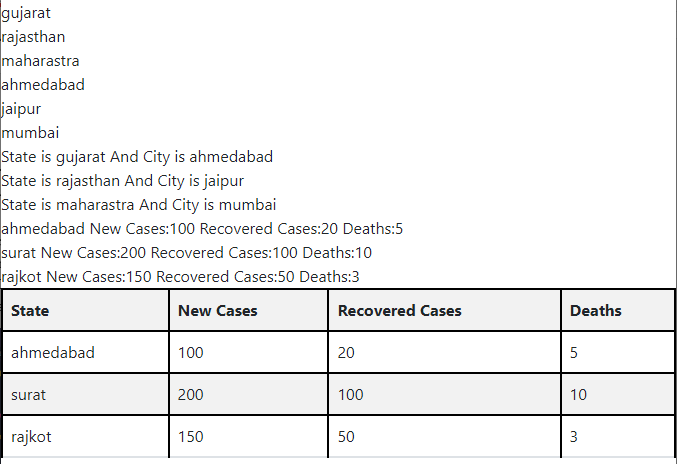 gujarat
rajasthan
maharastra
ahmedabad
jaipur
mumbai
State is gujarat And City is ahmedabad
State is rajasthan And City is jaipur
State is maharastra And City is mumbai
ahmedabad New Cases:100 Recovered Cases:20 Deaths:5
surat New Cases:200 Recovered Cases:100 Deaths:10
rajkot New Cases:150 Recovered Cases:50 Deaths:3
State New Cases Recovered Cases Deaths
ahmedabad 100 20 5
surat 200 100 10
rajkot 150 50 3